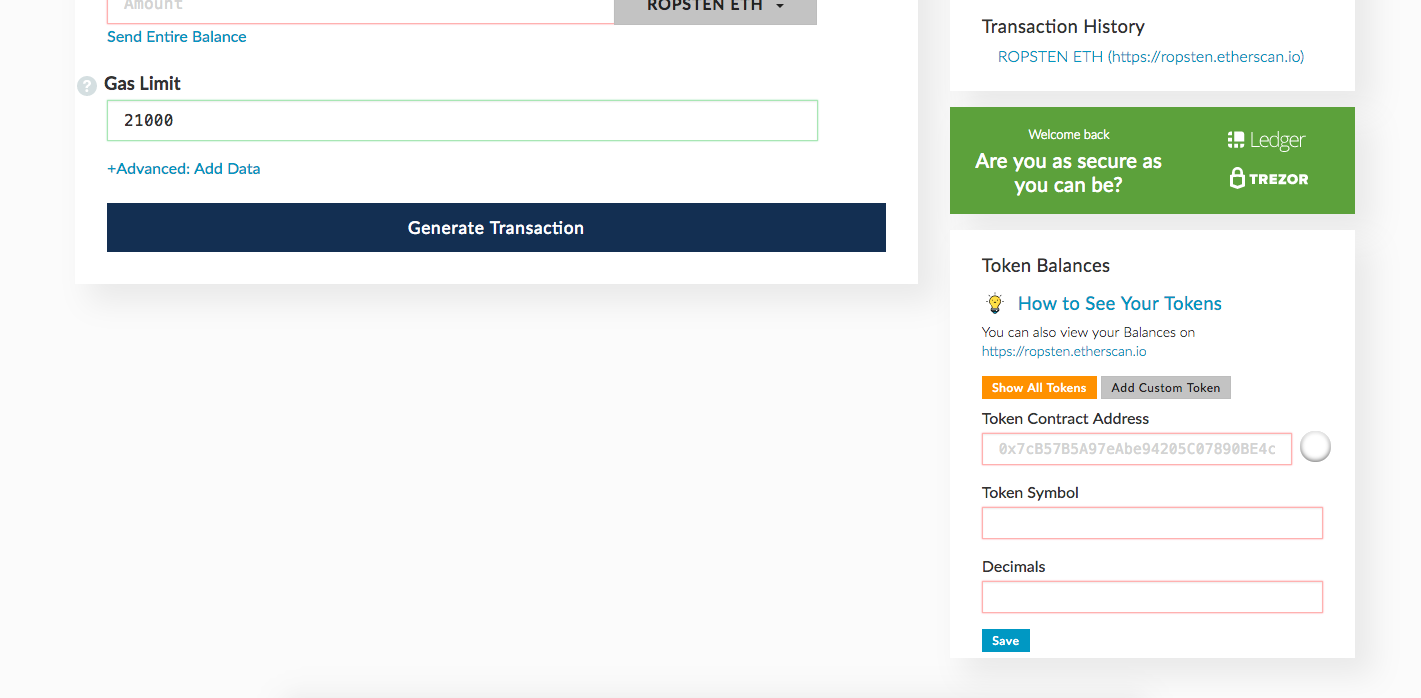 Amount
ROPSTEN ETH
Send Entire Balance
? Gas Limit
21000
+Advanced: Add Data
Generate Transaction
Transaction History
ROPSTEN ETH (https://ropsten.etherscan.io)
Welcome back
Are you as secure as
you can be?
Ledger
TREZOR
Token Balances
How to See Your Tokens
You can also view your Balances on
https://ropsten.etherscan.io
Show All Tokens
Add Custom Token
Token Contract Address
0x7cB57B5A97eAbe94205C07890BE4c
Token Symbol
Decimals
Save